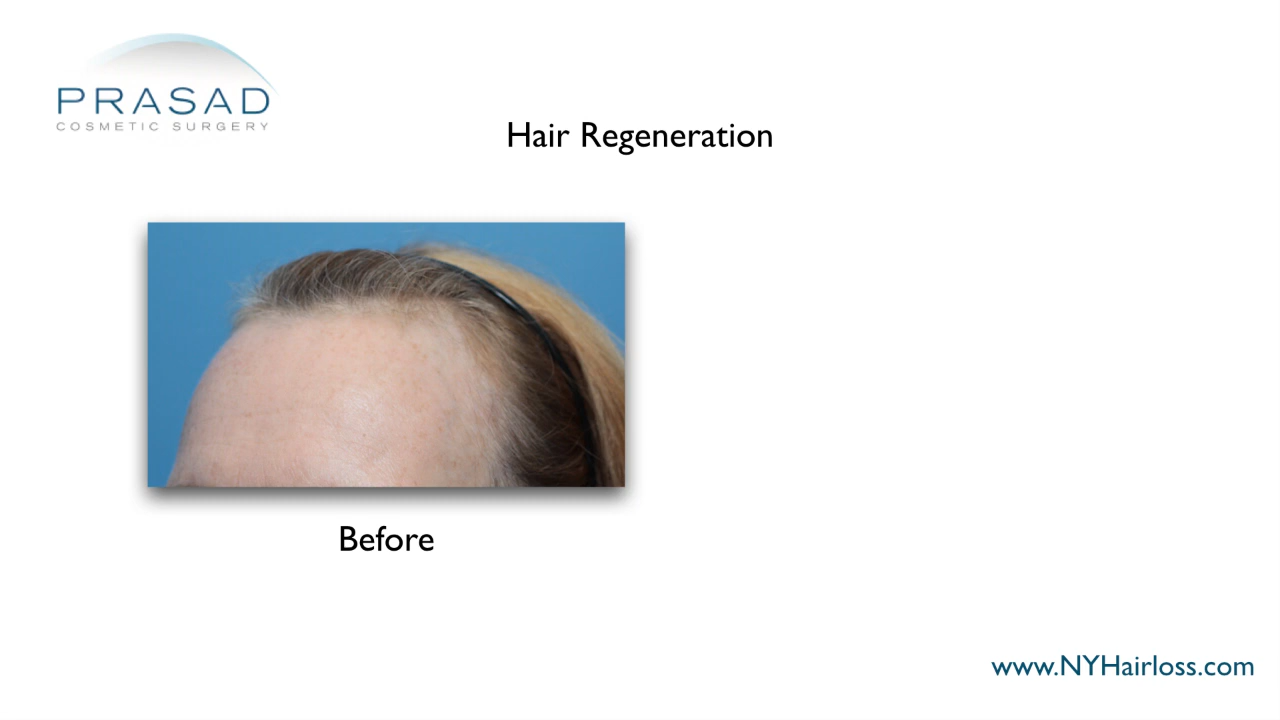 PRASAD
COSMETIC SURGERY
Hair Regeneration
Before
www.NYHairloss.com